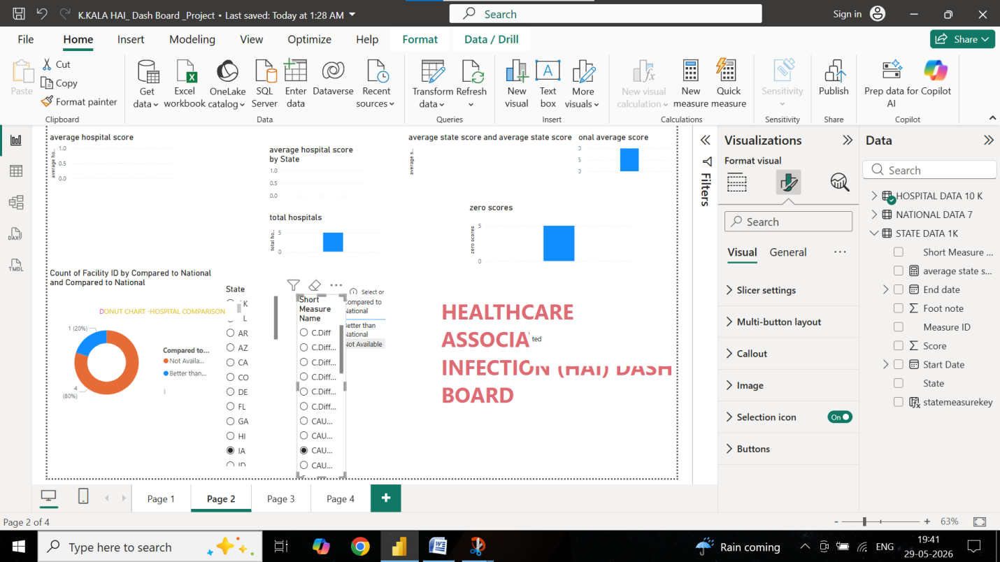 K.KALA HAI_ Dash Board _Project • Last saved: Today at 1:28 AM
Search
Sign in
File
Home
Insert
Modeling
View
Optimize
Help
Format
Data / Drill
Share
Paste
Cut
Copy
Format painter
Clipboard
Get data
Excel workbook
OneLake catalog
SQL Server
Enter data
Dataverse
Recent sources
Data
Transform data
Refresh
Queries
New visual
Text box
More visuals
Insert
New visual calculation
New measure
Quick measure
Calculations
Sensitivity
Sensitivity
Publish
Share
Prep data for AI
Copilot
Copilot
average hospital score
1.0
average ho...
0.5
0.0
average hospital score
by State
1.0
0.5
0.0
average state score and average state score
average s...
onal average score
0
5
0
total hospitals
total ho...
5
0
zero scores
zero scores
5
0
Count of Facility ID by Compared to National
and Compared to National
DONUT CHART -HOSPITAL COMPARISON
1 (20%)
4
(80%)
Compared to...
Not Availa...
Better than...
State
AR
AZ
CA
CO
DE
FL
GA
HI
IA
ID
Short
Measure
Name
C.Diff
C.Diff...
C.Diff...
C.Diff...
C.Diff...
C.Diff...
CAU...
CAU...
CAU...
CAU...
Select or
National
Better than
National
Not Available
HEALTHCARE
ASSOCIA
ted
INFECTION (HAI) DASH
BOARD
Filters
Visualizations
Format visual
Search
Visual
General
Slicer settings
Multi-button layout
Callout
Image
Selection icon
On
Buttons
Data
Search
HOSPITAL DATA 10 K
NATIONAL DATA 7
STATE DATA 1K
Short Measure ...
average state s...
End date
Foot note
Measure ID
Score
Start Date
State
statemeasurekey
DAX
TMDL
Page 1
Page 2
Page 3
Page 4
Page 2 of 4
- + 63%
Type here to search
Rain coming
ENG
19:41
29-05-2026